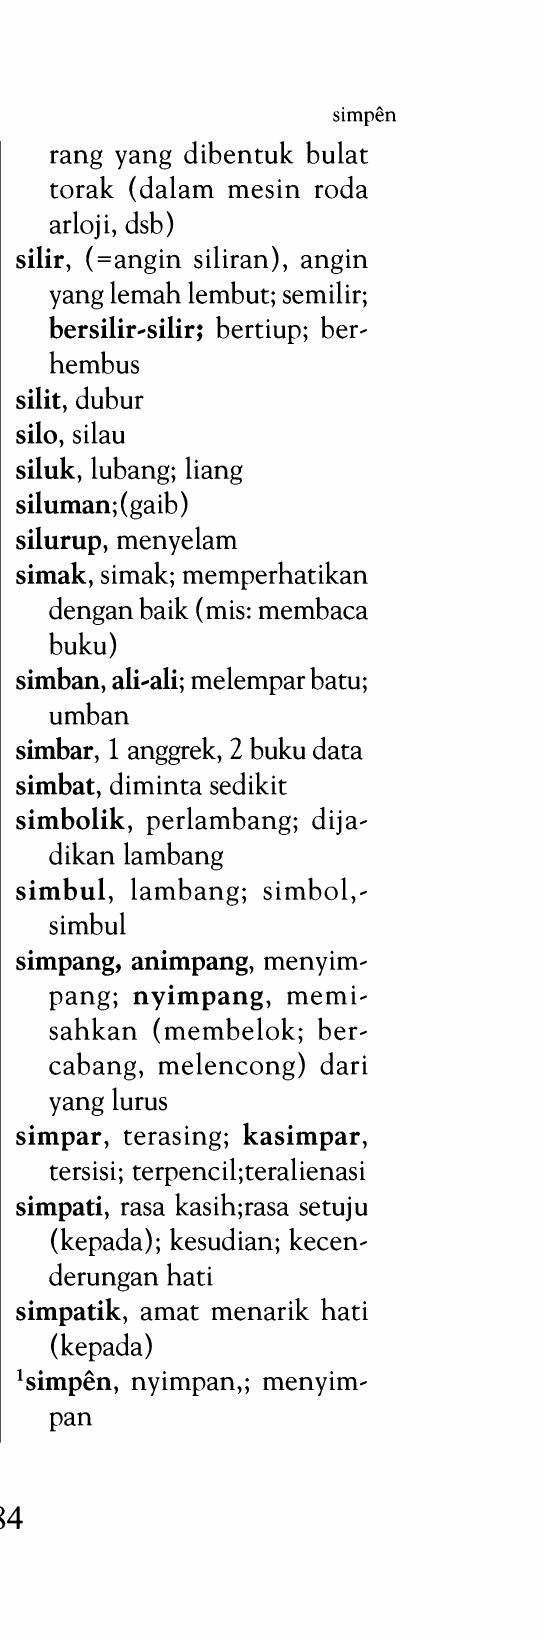 simpên
rang yang dibentuk bulat
torak (dalam mesin roda
arloji, dsb)
silir, (=angin siliran), angin
yang lemah lembut; semilir;
bersilir-silir; bertiup; ber-
hembus
silit, dubur
silo, silau
siluk, lubang; liang
siluman;(gaib)
silurup, menyelam
simak, simak; memperhatikan
dengan baik (mis: membaca
buku)
simban, ali-ali; melempar batu;
umban
simbar, 1 anggrek, 2 buku data
simbat, diminta sedikit
simbolik, perlambang; dija-
dikan lambang
simbul, lambang; simbol,-
simbul
simpang, animpang, menyim-
pang; nyimpang, memi-
sahkan (membelok; ber-
cabang, melencong) dari
yang lurus
simpar, terasing; kasimpar,
tersisi; terpencil;teralienasi
simpati, rasa kasih;rasa setuju
(kepada); kesudian; kecen-
derungan hati
simpatik, amat menarik hati
(kepada)
¹simpên, nyimpan,; menyim-
pan
84